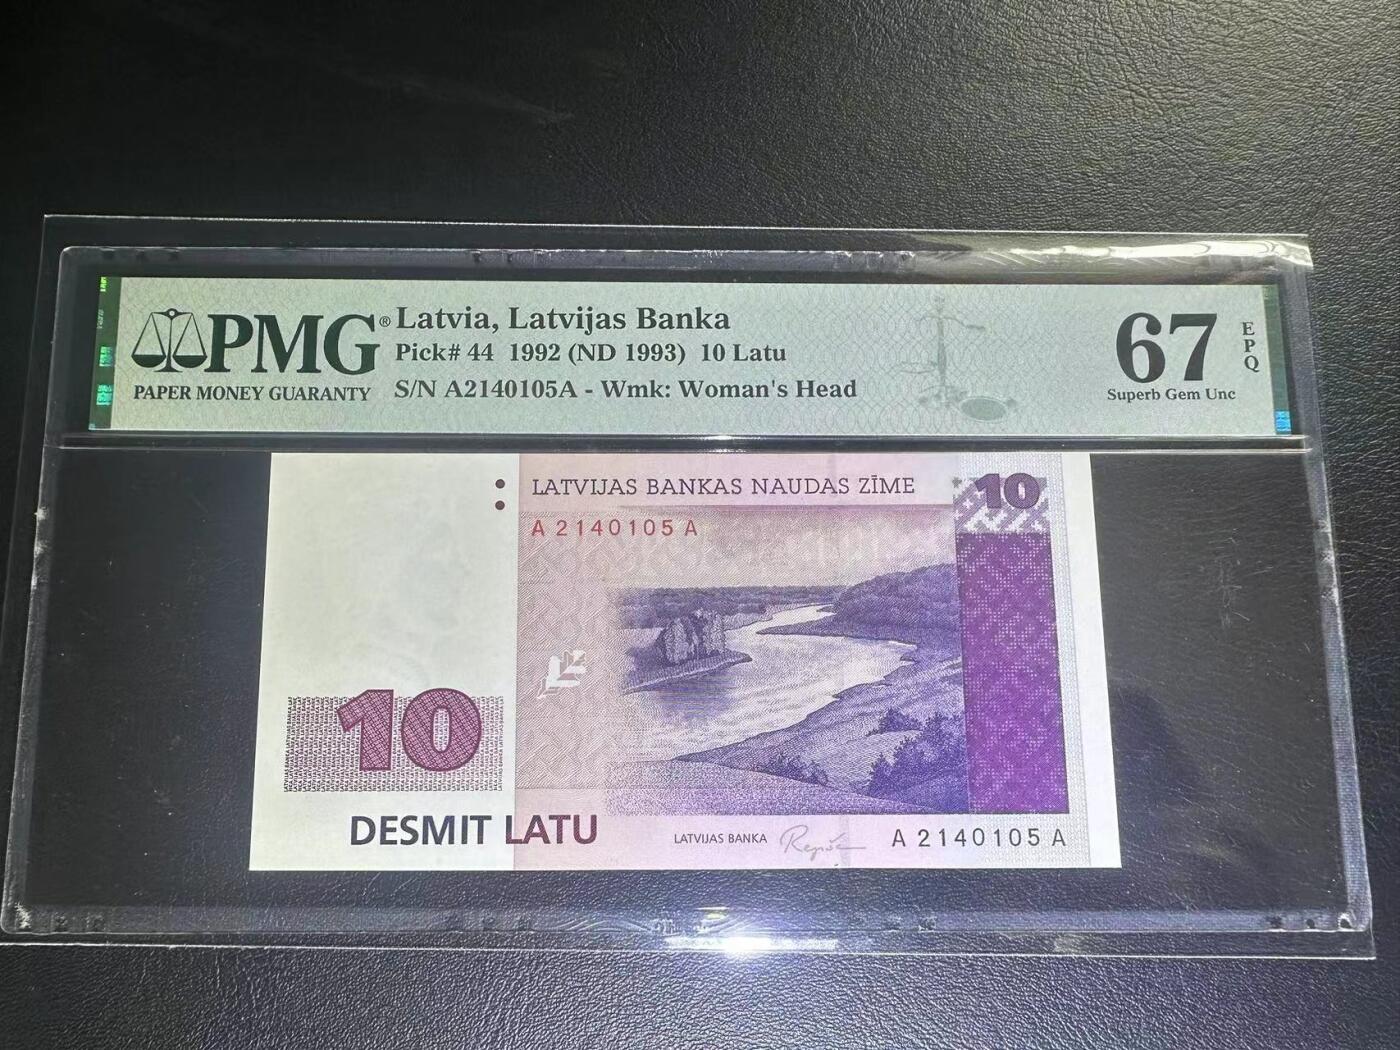 PMG®
PAPER MONEY GUARANTY
Latvia, Latvijas Banka
Pick# 44 1992 (ND 1993) 10 Latu
S/N A2140105A - Wmk: Woman's Head
67
EPQ
Superb Gem Unc
LATVIJAS BANKAS NAUDAS ZĪME
10
A 2140105 A
10
DESMIT LATU
LATVIJAS BANKA
A 2140105 A